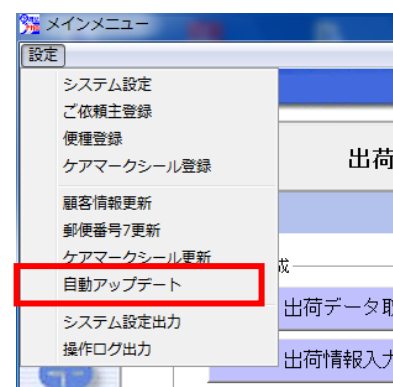 メインメニュー
設定
システム設定
ご依頼主登録
便種登録
ケアマークシール登録
出荷
顧客情報更新
郵便番号7更新
ケアマークシール更新
成
自動アップデート
出荷データ取
システム設定出力
操作ログ出力
出荷情報入力